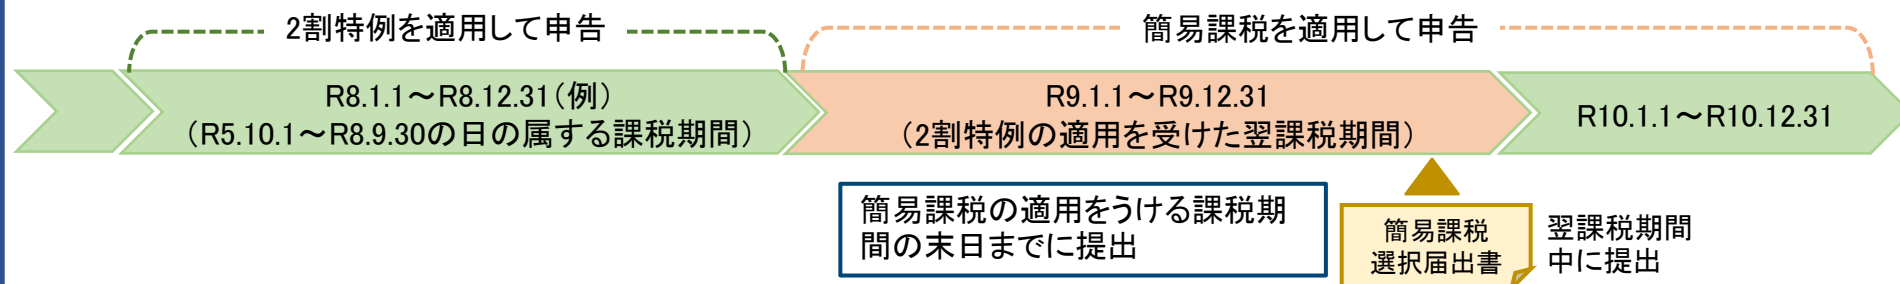 2割特例を適用して申告
簡易課税を適用して申告
R8.1.1～R8.12.31（例）
（R5.10.1～R8.9.30の日の属する課税期間）
R9.1.1～R9.12.31
（2割特例の適用を受けた翌課税期間）
R10.1.1～R10.12.31
簡易課税の適用をうける課税期
間の末日までに提出
簡易課税
選択届出書
翌課税期間
中に提出